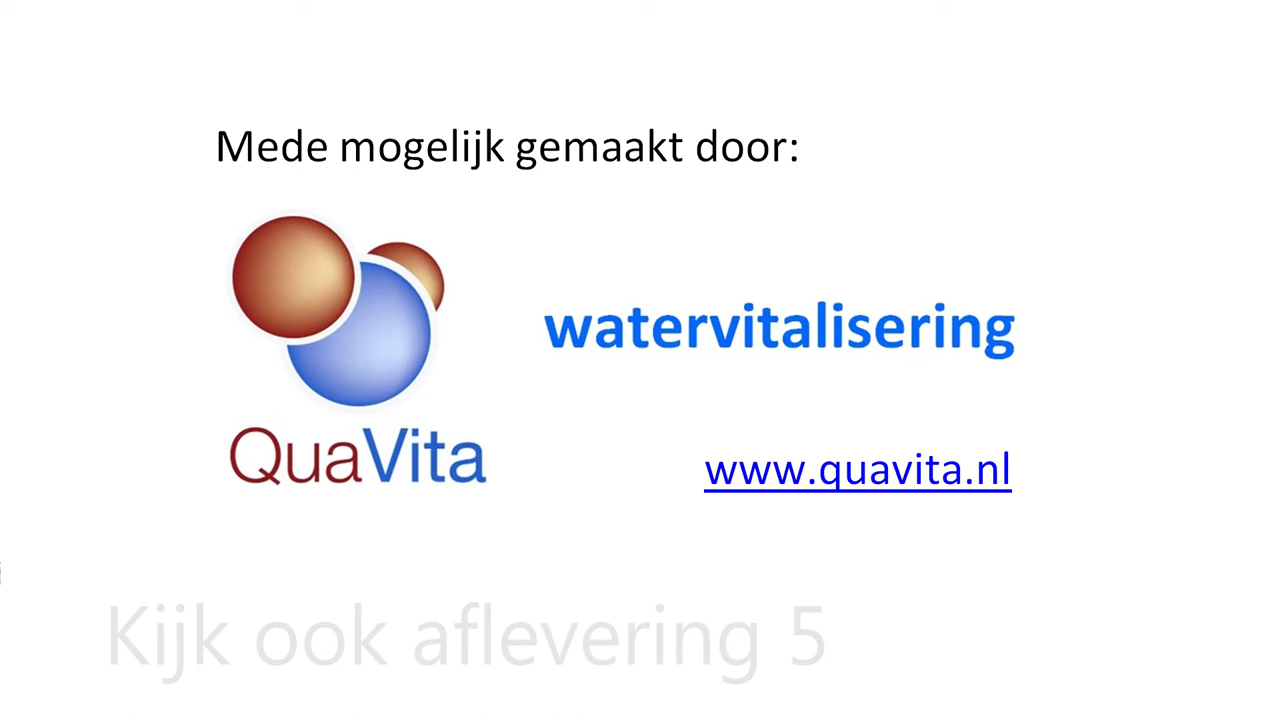 Mede mogelijk gemaakt door:
watervitalisering
QuaVita
www.quavita.nl
Kijk ook aflevering 5